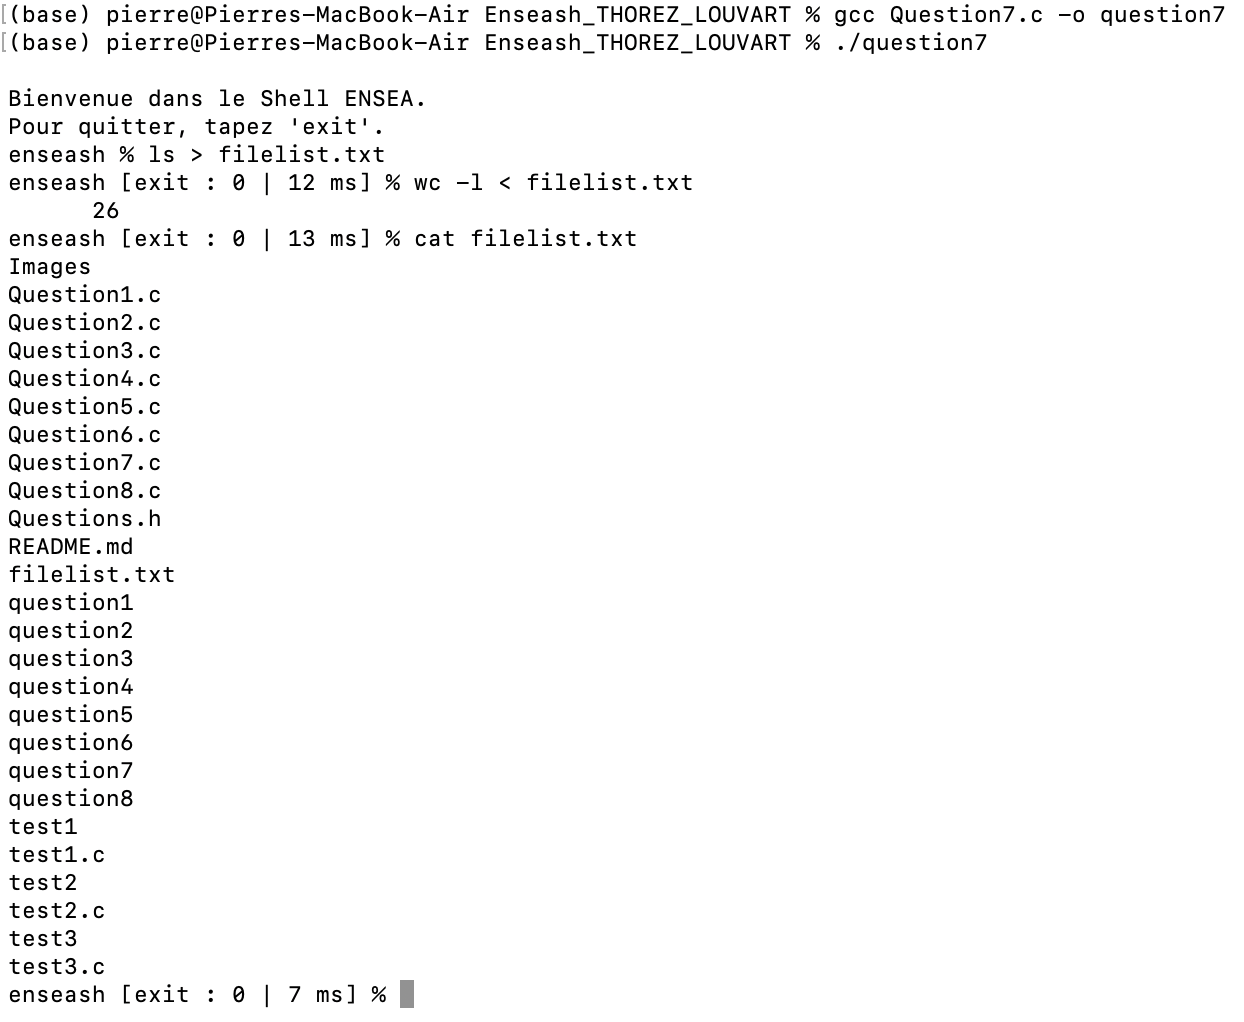 [(base) pierre@Pierres-MacBook-Air Enseash_THOREZ_LOUVART % gcc Question7.c -o question7
[(base) pierre@Pierres-MacBook-Air Enseash_THOREZ_LOUVART % ./question7
Bienvenue dans le Shell ENSEA.
Pour quitter, tapez 'exit'.
enseash % ls > filelist.txt
enseash [exit : 0 | 12 ms] % wc -l < filelist.txt
26
enseash [exit : 0 | 13 ms] % cat filelist.txt
Images
Question1.c
Question2.c
Question3.c
Question4.c
Question5.c
Question6.c
Question7.c
Question8.c
Questions.h
README.md
filelist.txt
question1
question2
question3
question4
question5
question6
question7
question8
test1
test1.c
test2
test2.c
test3
test3.c
enseash [exit : 0 | 7 ms] %